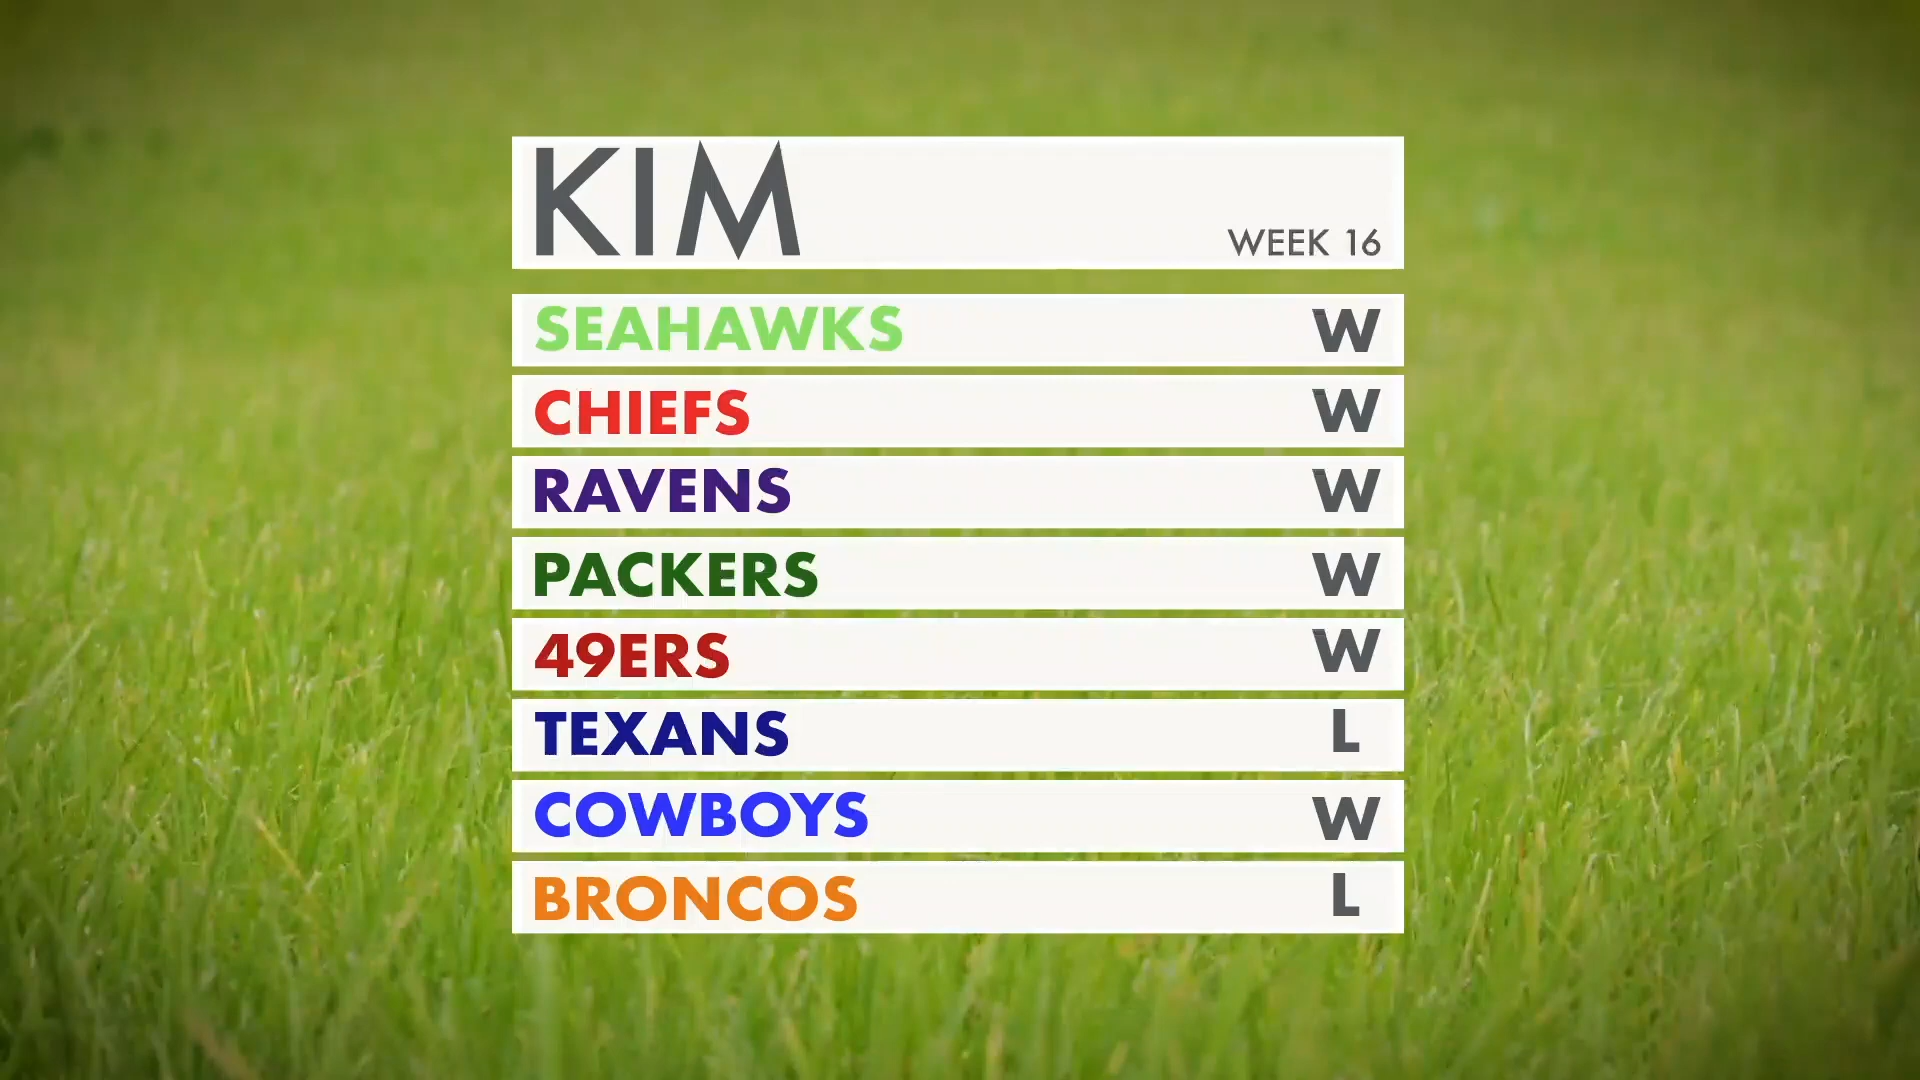 KIM
WEEK 16
SEAHAWKS W
CHIEFS W
RAVENS W
PACKERS W
49ERS W
TEXANS L
COWBOYS W
BRONCOS L